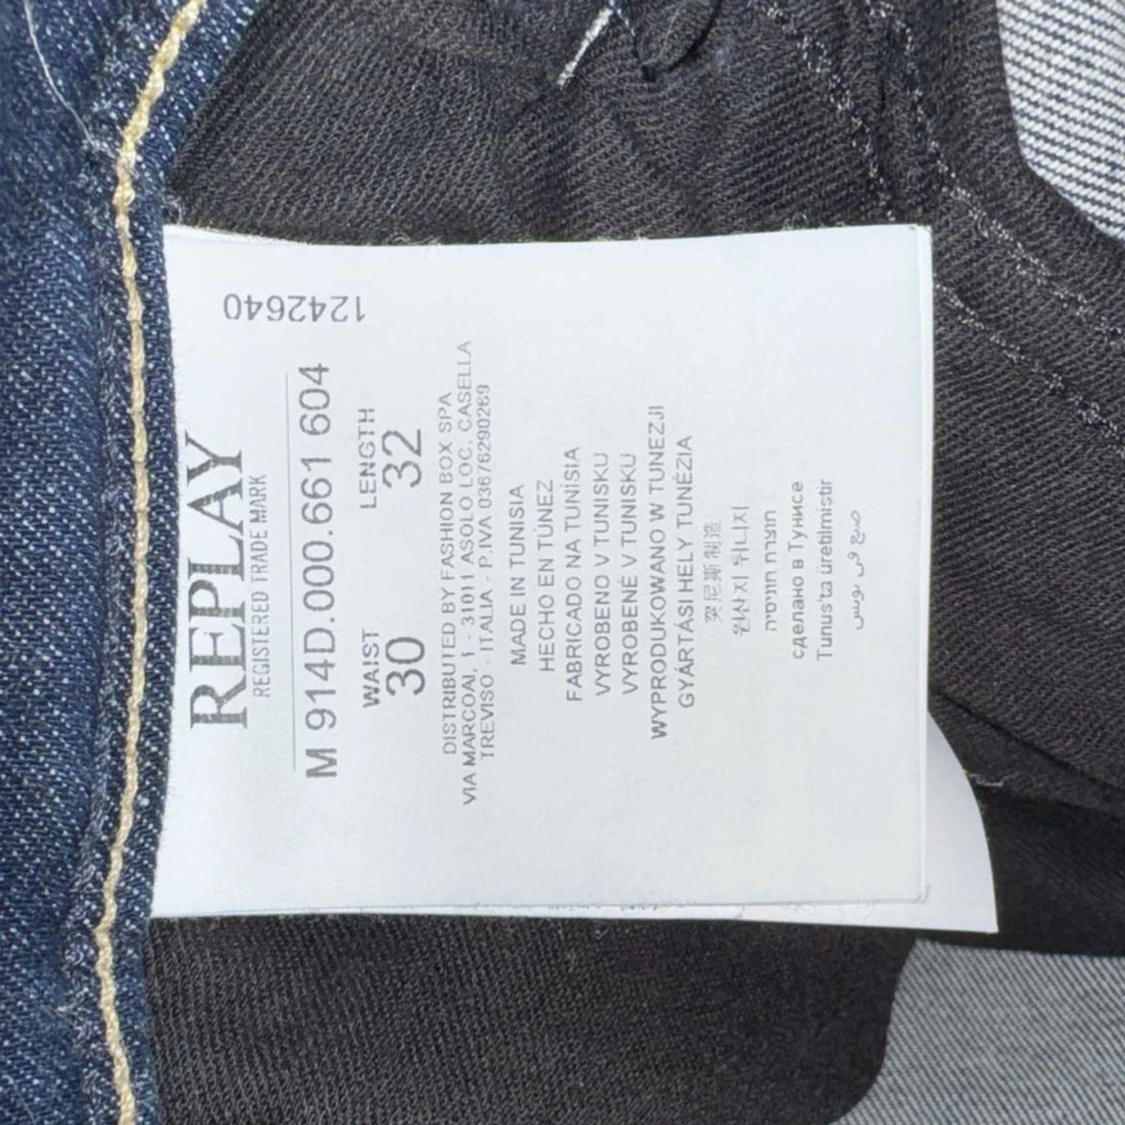 1242640
REPLAY
REGISTERED TRADE MARK
M 914D.000.661 604
WAIST LENGTH
30 32
DISTRIBUTED BY FASHION BOX SPA
VIA MARCOAI, 1 - 31011 ASOLO LOC. CASELLA
TREVISO - ITALIA - P.IVA 03676290269
MADE IN TUNISIA
HECHO EN TÚNEZ
FABRICADO NA TUNÍSIA
VYROBENO V TUNISKU
VYROBENÉ V TUNISKU
WYPRODUKOWANO W TUNEZJI
GYÁRTÁSI HELY TUNÉZIA
突尼斯制造
원산지 튀니지
תוצרת תוניסיה
сделано в Тунисе
Tunus'ta üretilmiştir
صنع في تونس